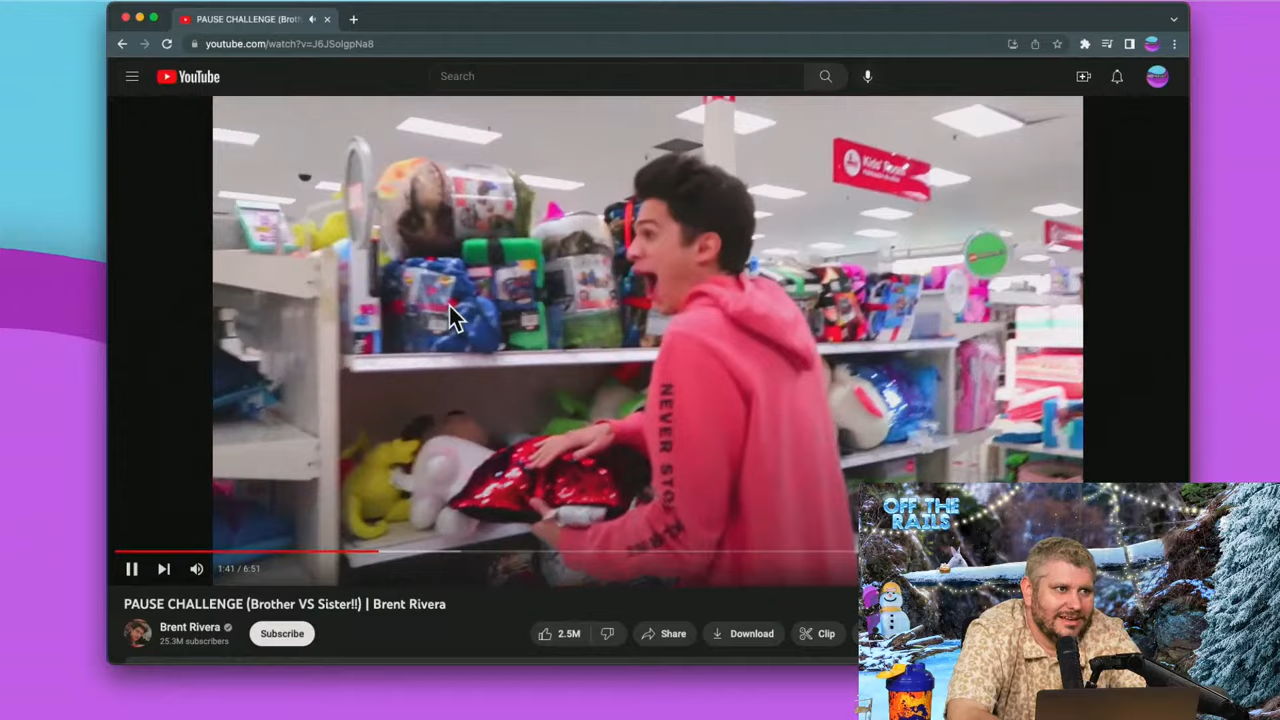 PAUSE CHALLENGE (Broth
youtube.com/watch?v=J6JSolgpNa8
YouTube
Search
Kids' Room
NEVER STO
1:41 / 6:51
OFF THE
RAILS
PAUSE CHALLENGE (Brother VS Sister!!) | Brent Rivera
Brent Rivera
25.3M subscribers
Subscribe
2.5M
Share
Download
Clip